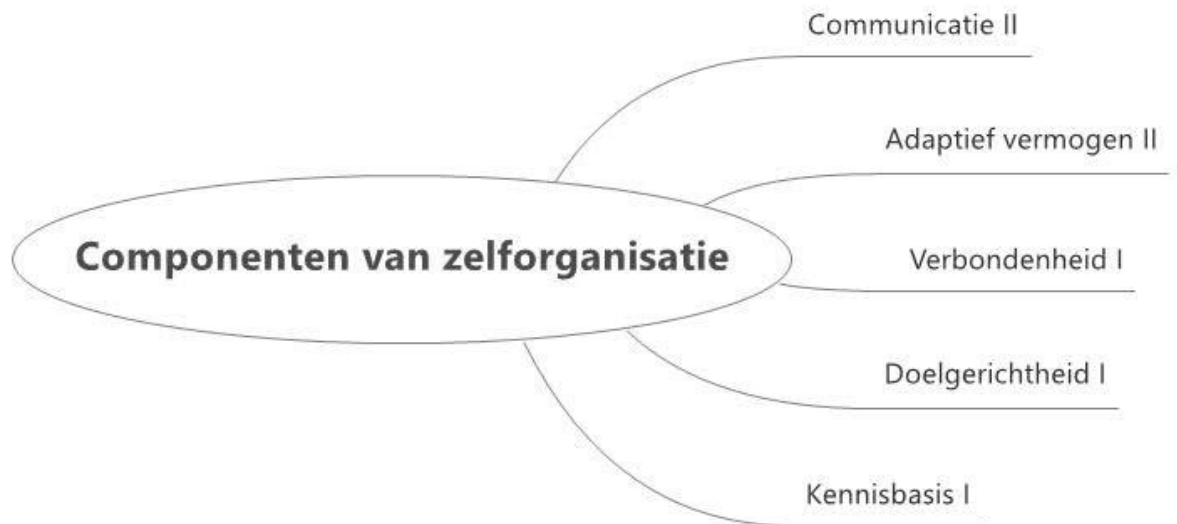 Communicatie II
Adaptief vermogen II
Componenten van zelforganisatie
Verbondenheid I
Doelgerichtheid I
Kennisbasis I